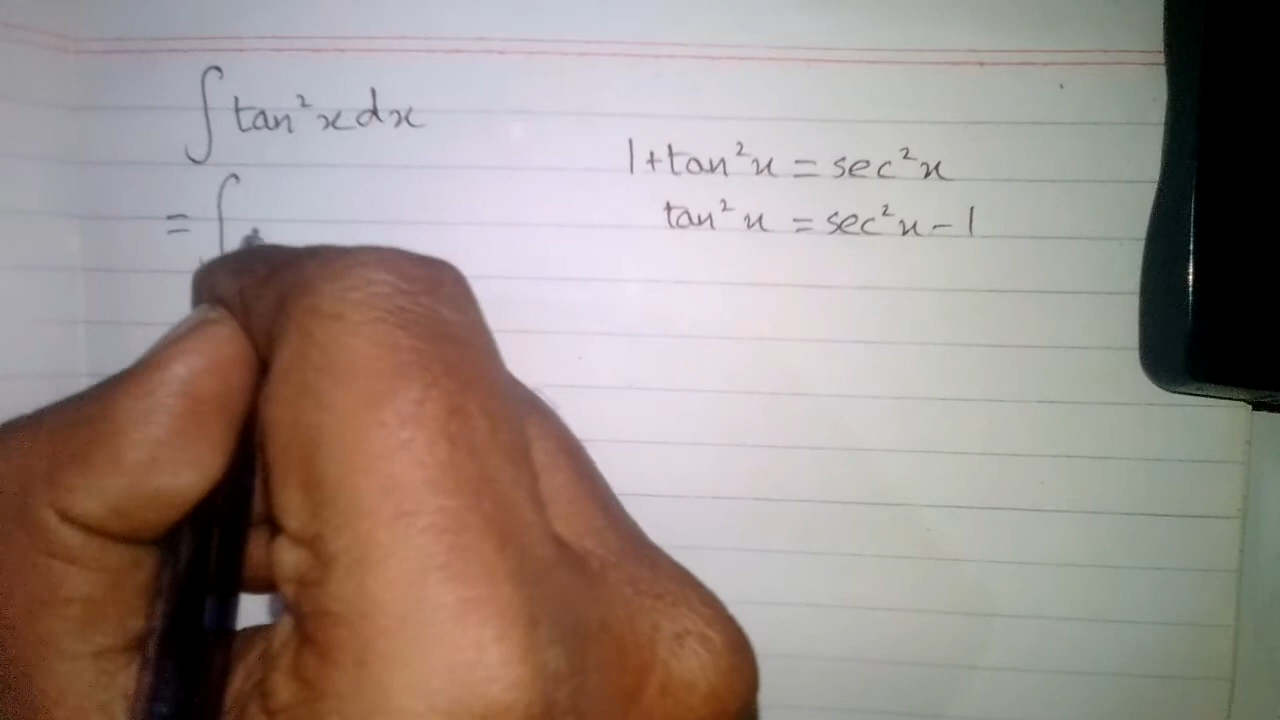 ∫ tan²x dx
1 + tan²x = sec²x
tan²x = sec²x - 1
= ∫